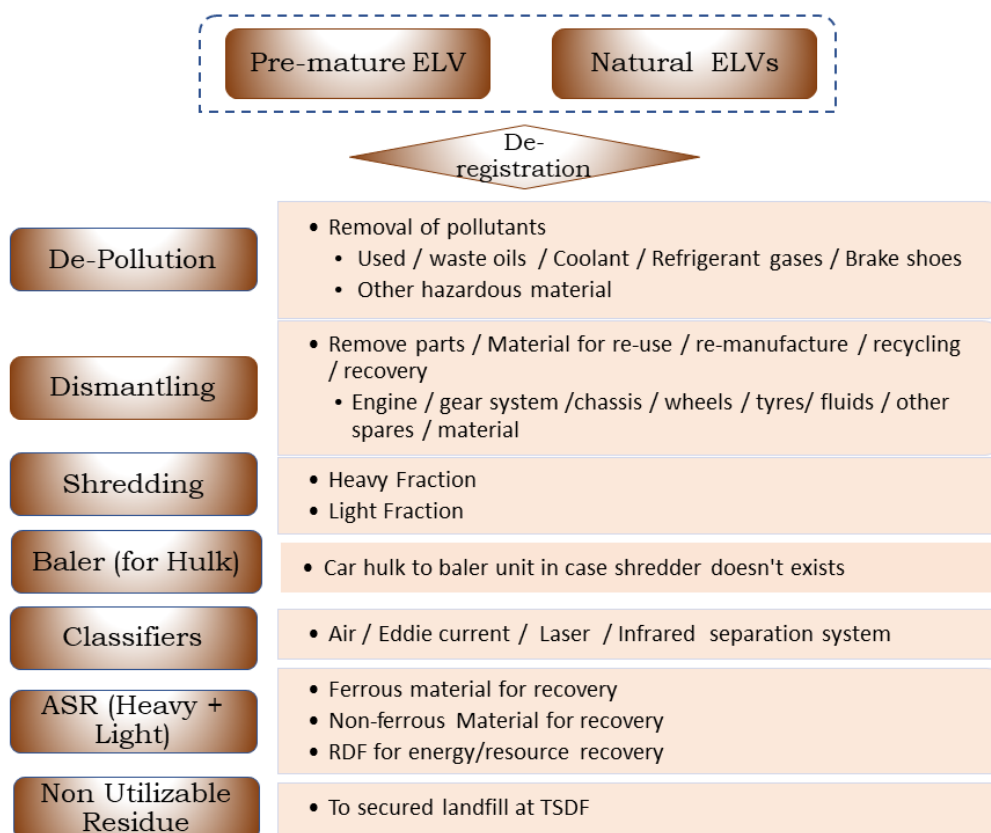 Pre-mature ELV
Natural ELVs
De-
registration
De-Pollution
• Removal of pollutants
• Used / waste oils / Coolant / Refrigerant gases / Brake shoes
• Other hazardous material
Dismantling
• Remove parts / Material for re-use / re-manufacture / recycling
/ recovery
• Engine / gear system /chassis / wheels / tyres/ fluids / other
spares / material
Shredding
• Heavy Fraction
• Light Fraction
Baler (for Hulk)
• Car hulk to baler unit in case shredder doesn't exists
Classifiers
• Air / Eddie current / Laser / Infrared separation system
ASR (Heavy +
Light)
• Ferrous material for recovery
• Non-ferrous Material for recovery
• RDF for energy/resource recovery
Non Utilizable
Residue
• To secured landfill at TSDF